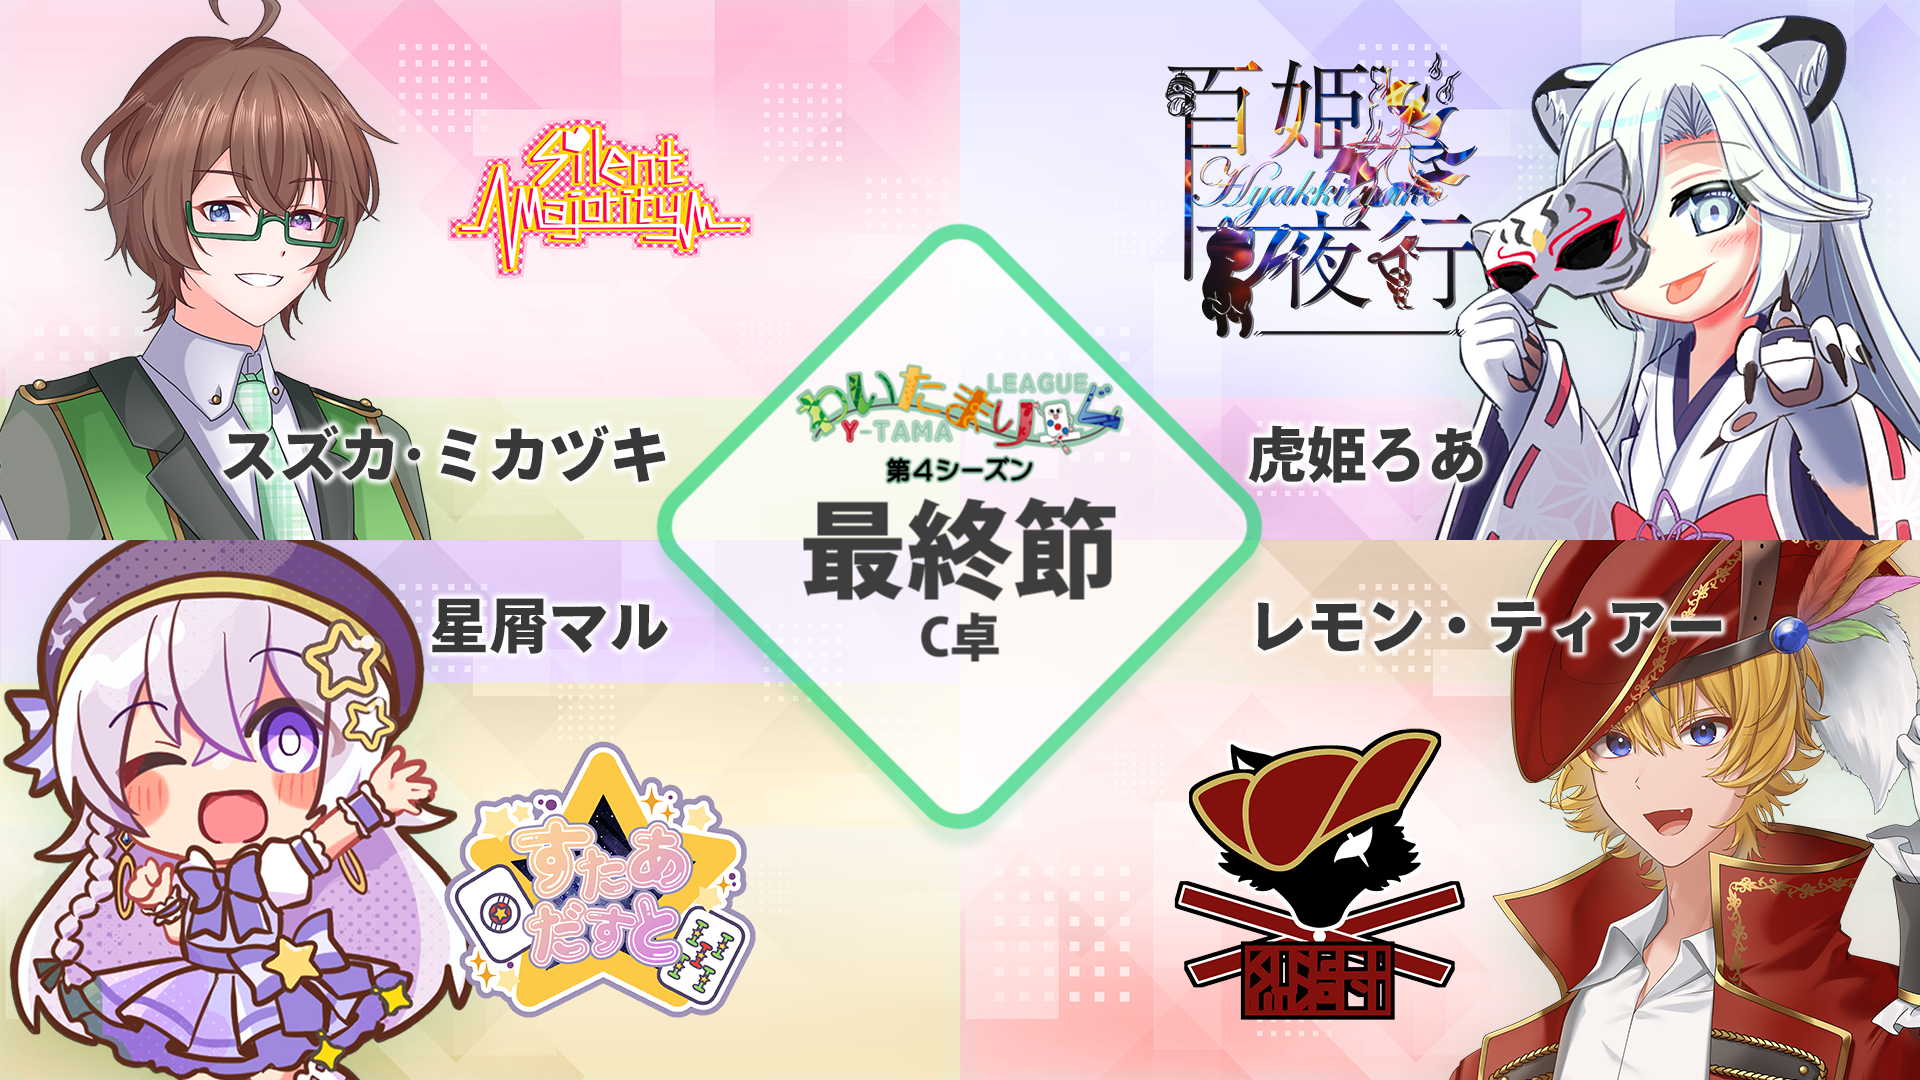 Silent
Majority
スズカ・ミカヅキ
百姫
Hyakkiyako
夜行
虎姫ろあ
わいたまりーぐ
LEAGUE
Y-TAMA
第4シーズン
最終節
C卓
星屑マル
すたあ
だすと
レモン・ティアー